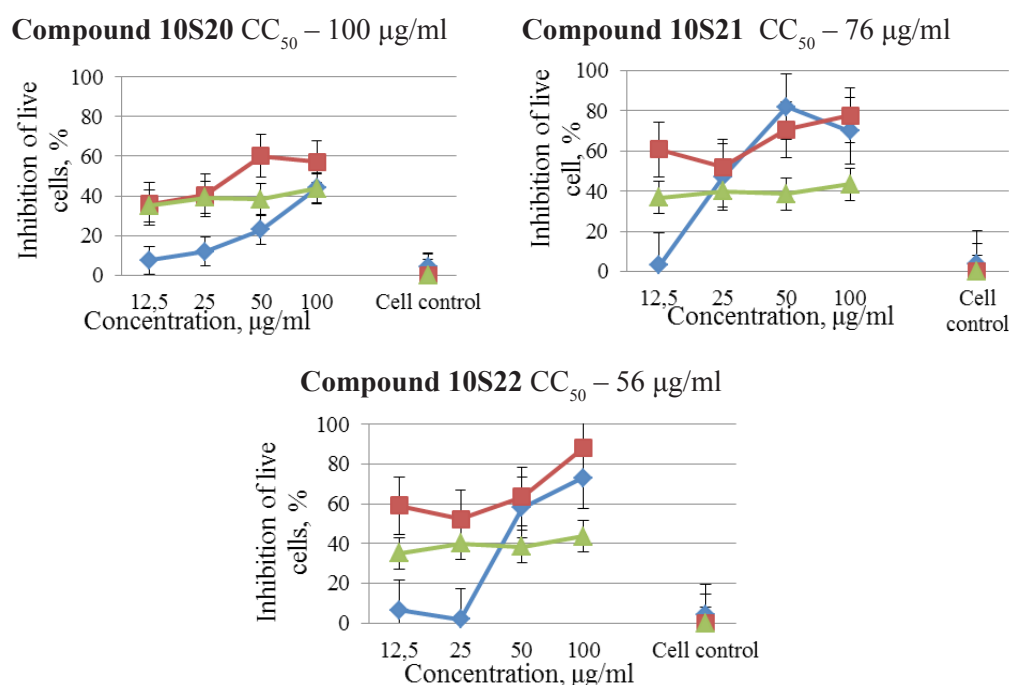 Compound 10S20 CC50 – 100 μg/ml
Inhibition of live
cells, %
100
80
60
40
20
0
12,5 25 50 100 Cell control
Concentration, μg/ml
Compound 10S21 CC50 – 76 μg/ml
Inhibition of live
cell, %
100
80
60
40
20
0
12,5 25 50 100 Cell
control
Concentration, μg/ml
Compound 10S22 CC50 – 56 μg/ml
Inhibition of live
cells, %
100
80
60
40
20
0
12,5 25 50 100 Cell control
Concentration, μg/ml